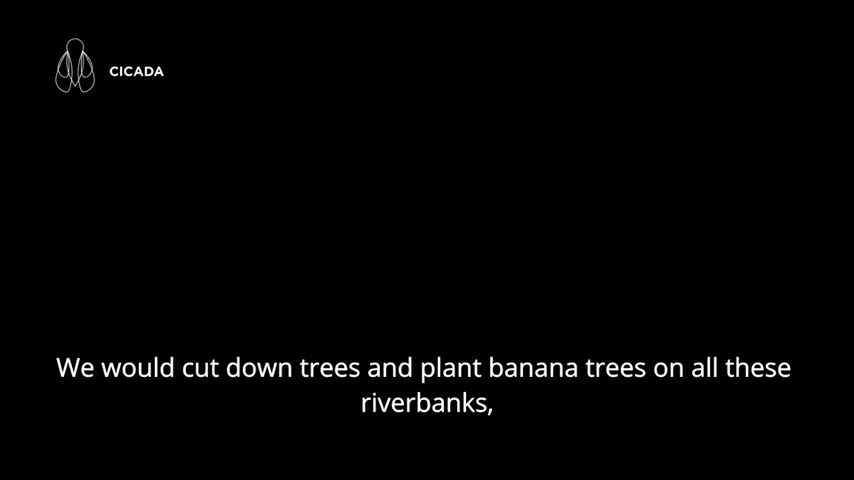 CICADA
We would cut down trees and plant banana trees on all these
riverbanks,